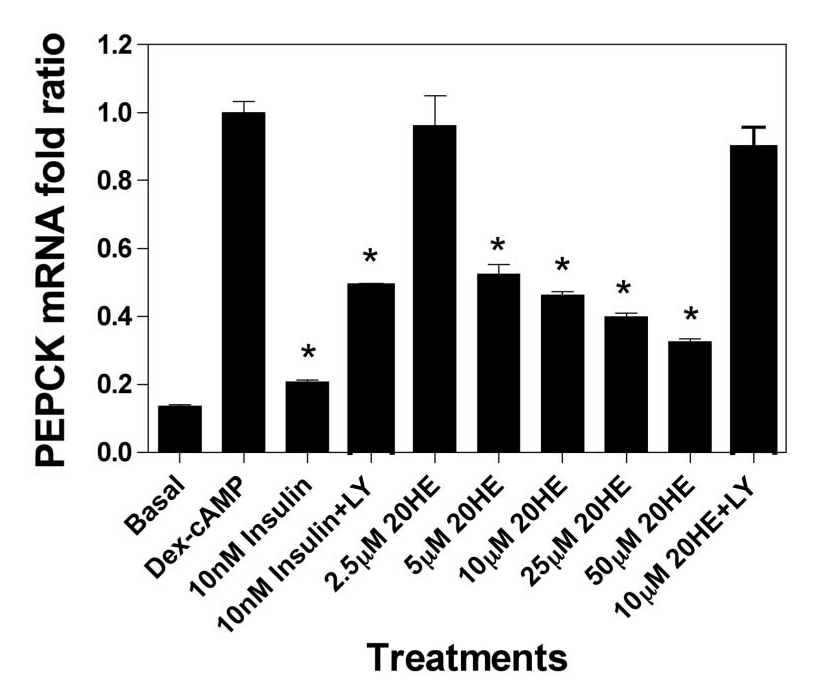 PEPCK mRNA fold ratio
1.2
1.0
0.8
0.6
0.4
0.2
0.0
*
*
*
*
*
*
Basal
Dex-cAMP
10nM Insulin
10nM Insulin+LY
2.5μM 20HE
5μM 20HE
10μM 20HE
25μM 20HE
50μM 20HE
10μM 20HE+LY
Treatments